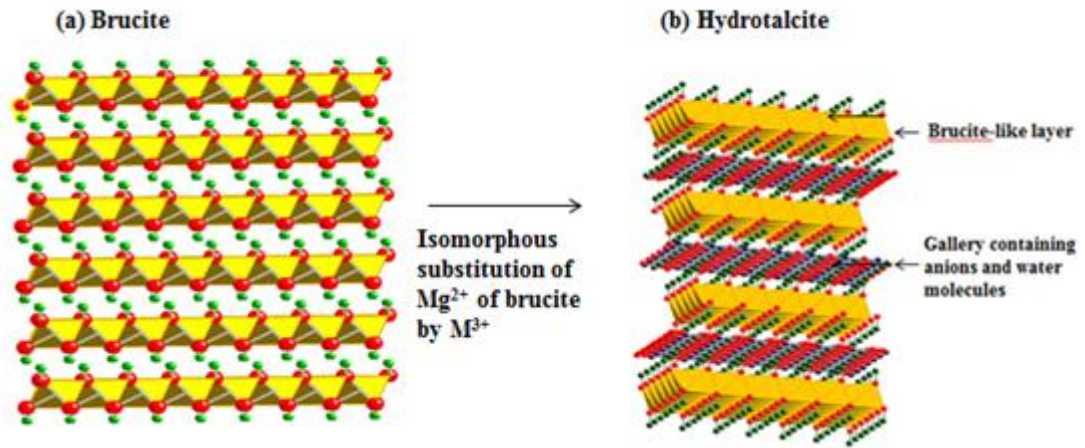 (a) Brucite
(b) Hydrotalcite
Isomorphous
substitution of
Mg²⁺ of brucite
by M³⁺
Brucite-like layer
Gallery containing
anions and water
molecules